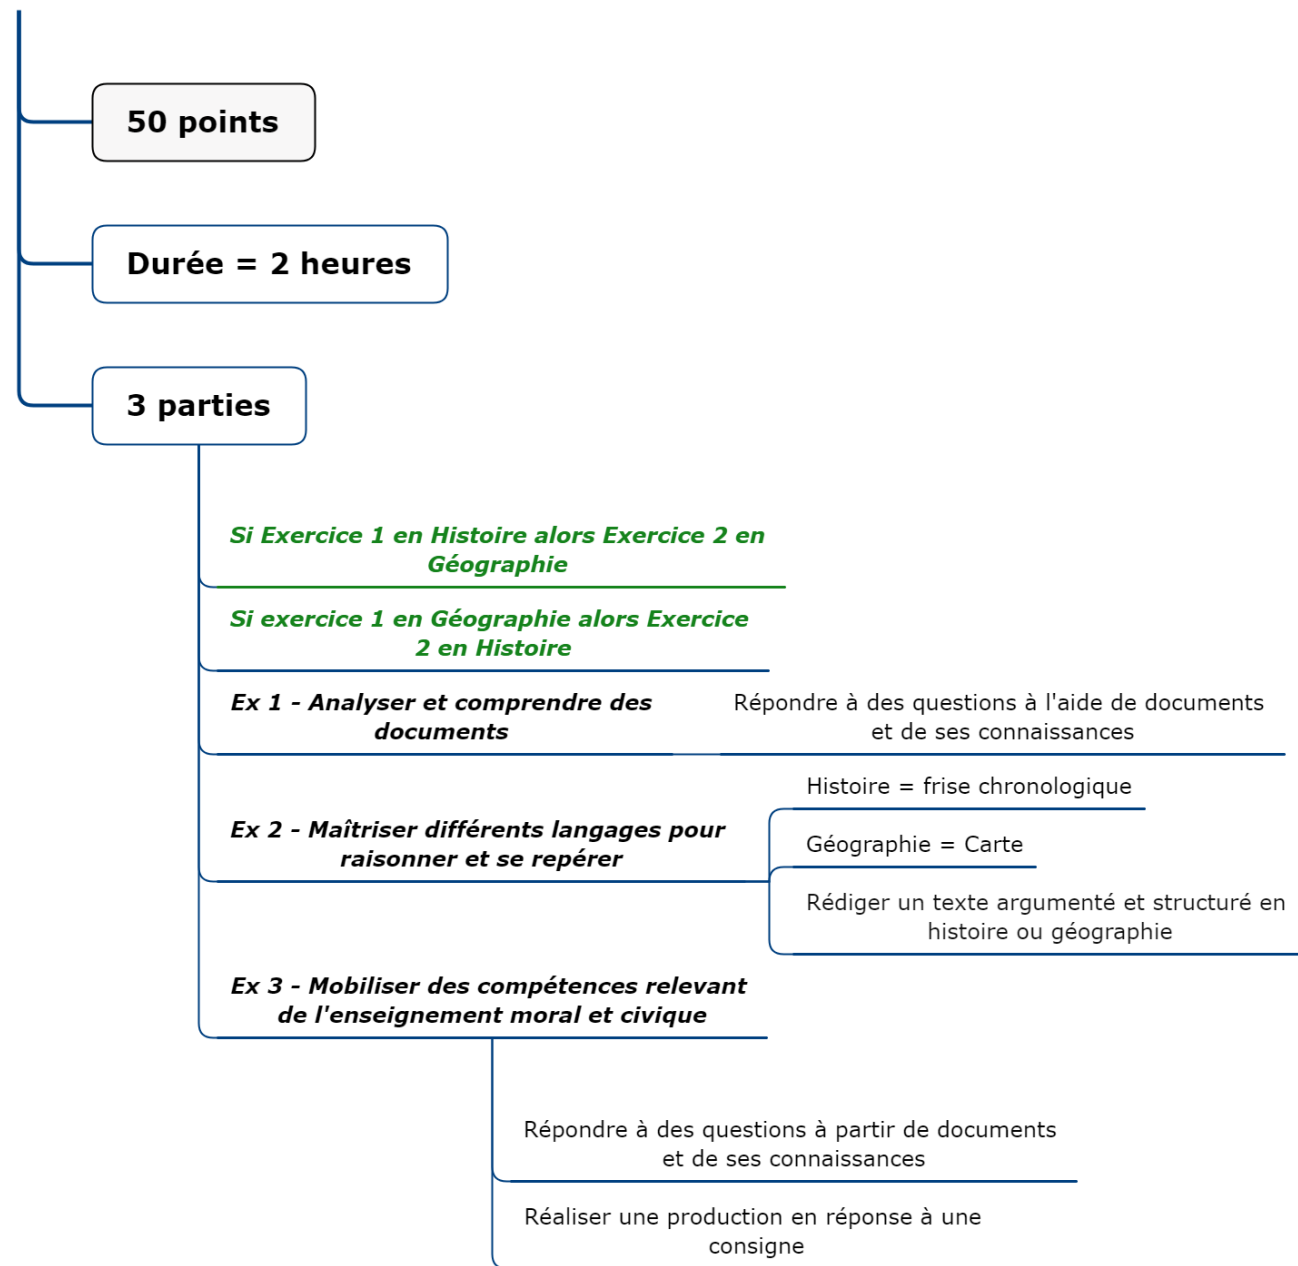 50 points
Durée = 2 heures
3 parties
Si Exercice 1 en Histoire alors Exercice 2 en
Géographie
Si exercice 1 en Géographie alors Exercice
2 en Histoire
Ex 1 - Analyser et comprendre des
documents
Répondre à des questions à l'aide de documents
et de ses connaissances
Ex 2 - Maîtriser différents langages pour
raisonner et se repérer
Histoire = frise chronologique
Géographie = Carte
Rédiger un texte argumenté et structuré en
histoire ou géographie
Ex 3 - Mobiliser des compétences relevant
de l'enseignement moral et civique
Répondre à des questions à partir de documents
et de ses connaissances
Réaliser une production en réponse à une
consigne